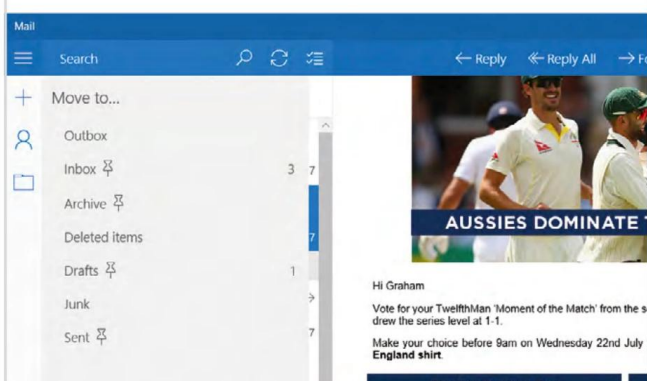 Mail
Search
Reply
Reply All
Move to...
Outbox
Inbox 3 7
Archive
Deleted items 7
Drafts 1
Junk
Sent 7
AUSSIES DOMINATE
Hi Graham
Vote for your TwelfthMan 'Moment of the Match' from the
drew the series level at 1-1.
Make your choice before 9am on Wednesday 22nd July
England shirt.